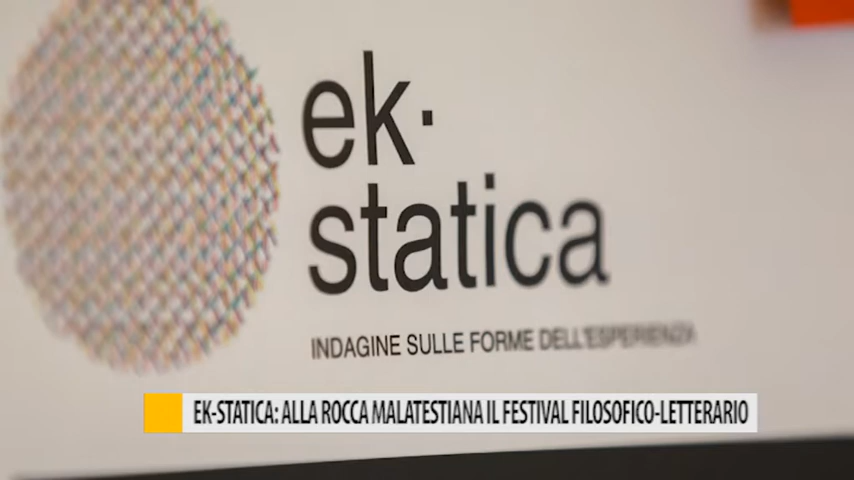 ek·
statica
INDAGINE SULLE FORME DELL'ESPERIENZA
EK-STATICA: ALLA ROCCA MALATESTIANA IL FESTIVAL FILOSOFICO-LETTERARIO